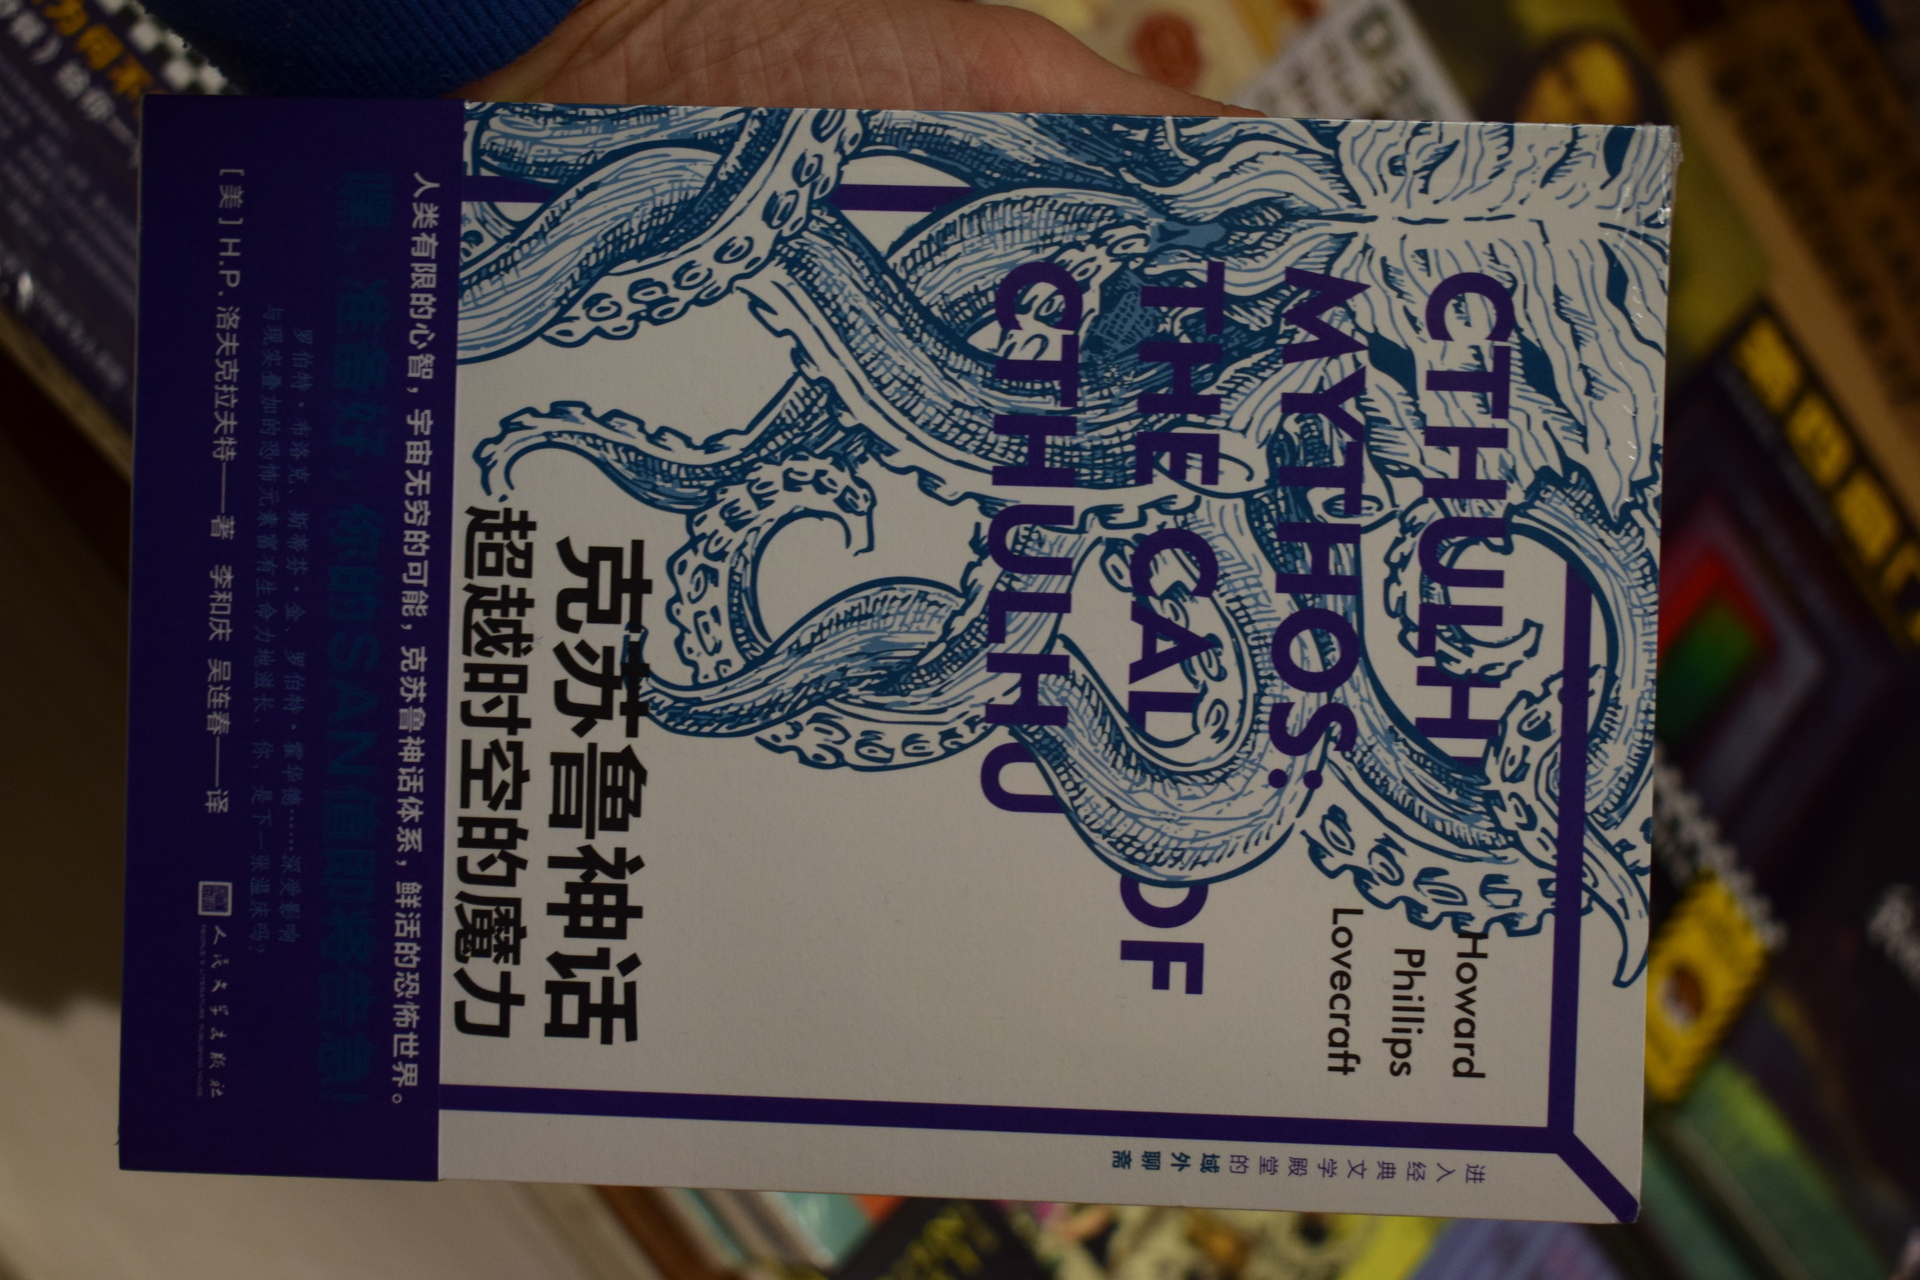 CTHULHU
MYTHOS:
THE CALL OF
CTHULHU
Howard
Phillips
Lovecraft
进入经典文学殿堂的域外聊斋
克苏鲁神话
超越时空的魔力
人类有限的心智，宇宙无穷的可能，克苏鲁神话体系，鲜活的恐怖世界。
嘿，准备好，你的SAN值即将告急!
罗伯特·布洛克、斯蒂芬·金、罗伯特·霍华德……深受影响
与现实叠加的恐怖元素富有生命力地滋长，你，是下一张温床吗?
[美] H.P. 洛夫克拉夫特——著 李和庆 吴连春——译
人民文学出版社
PEOPLE'S LITERATURE PUBLISHING HOUSE